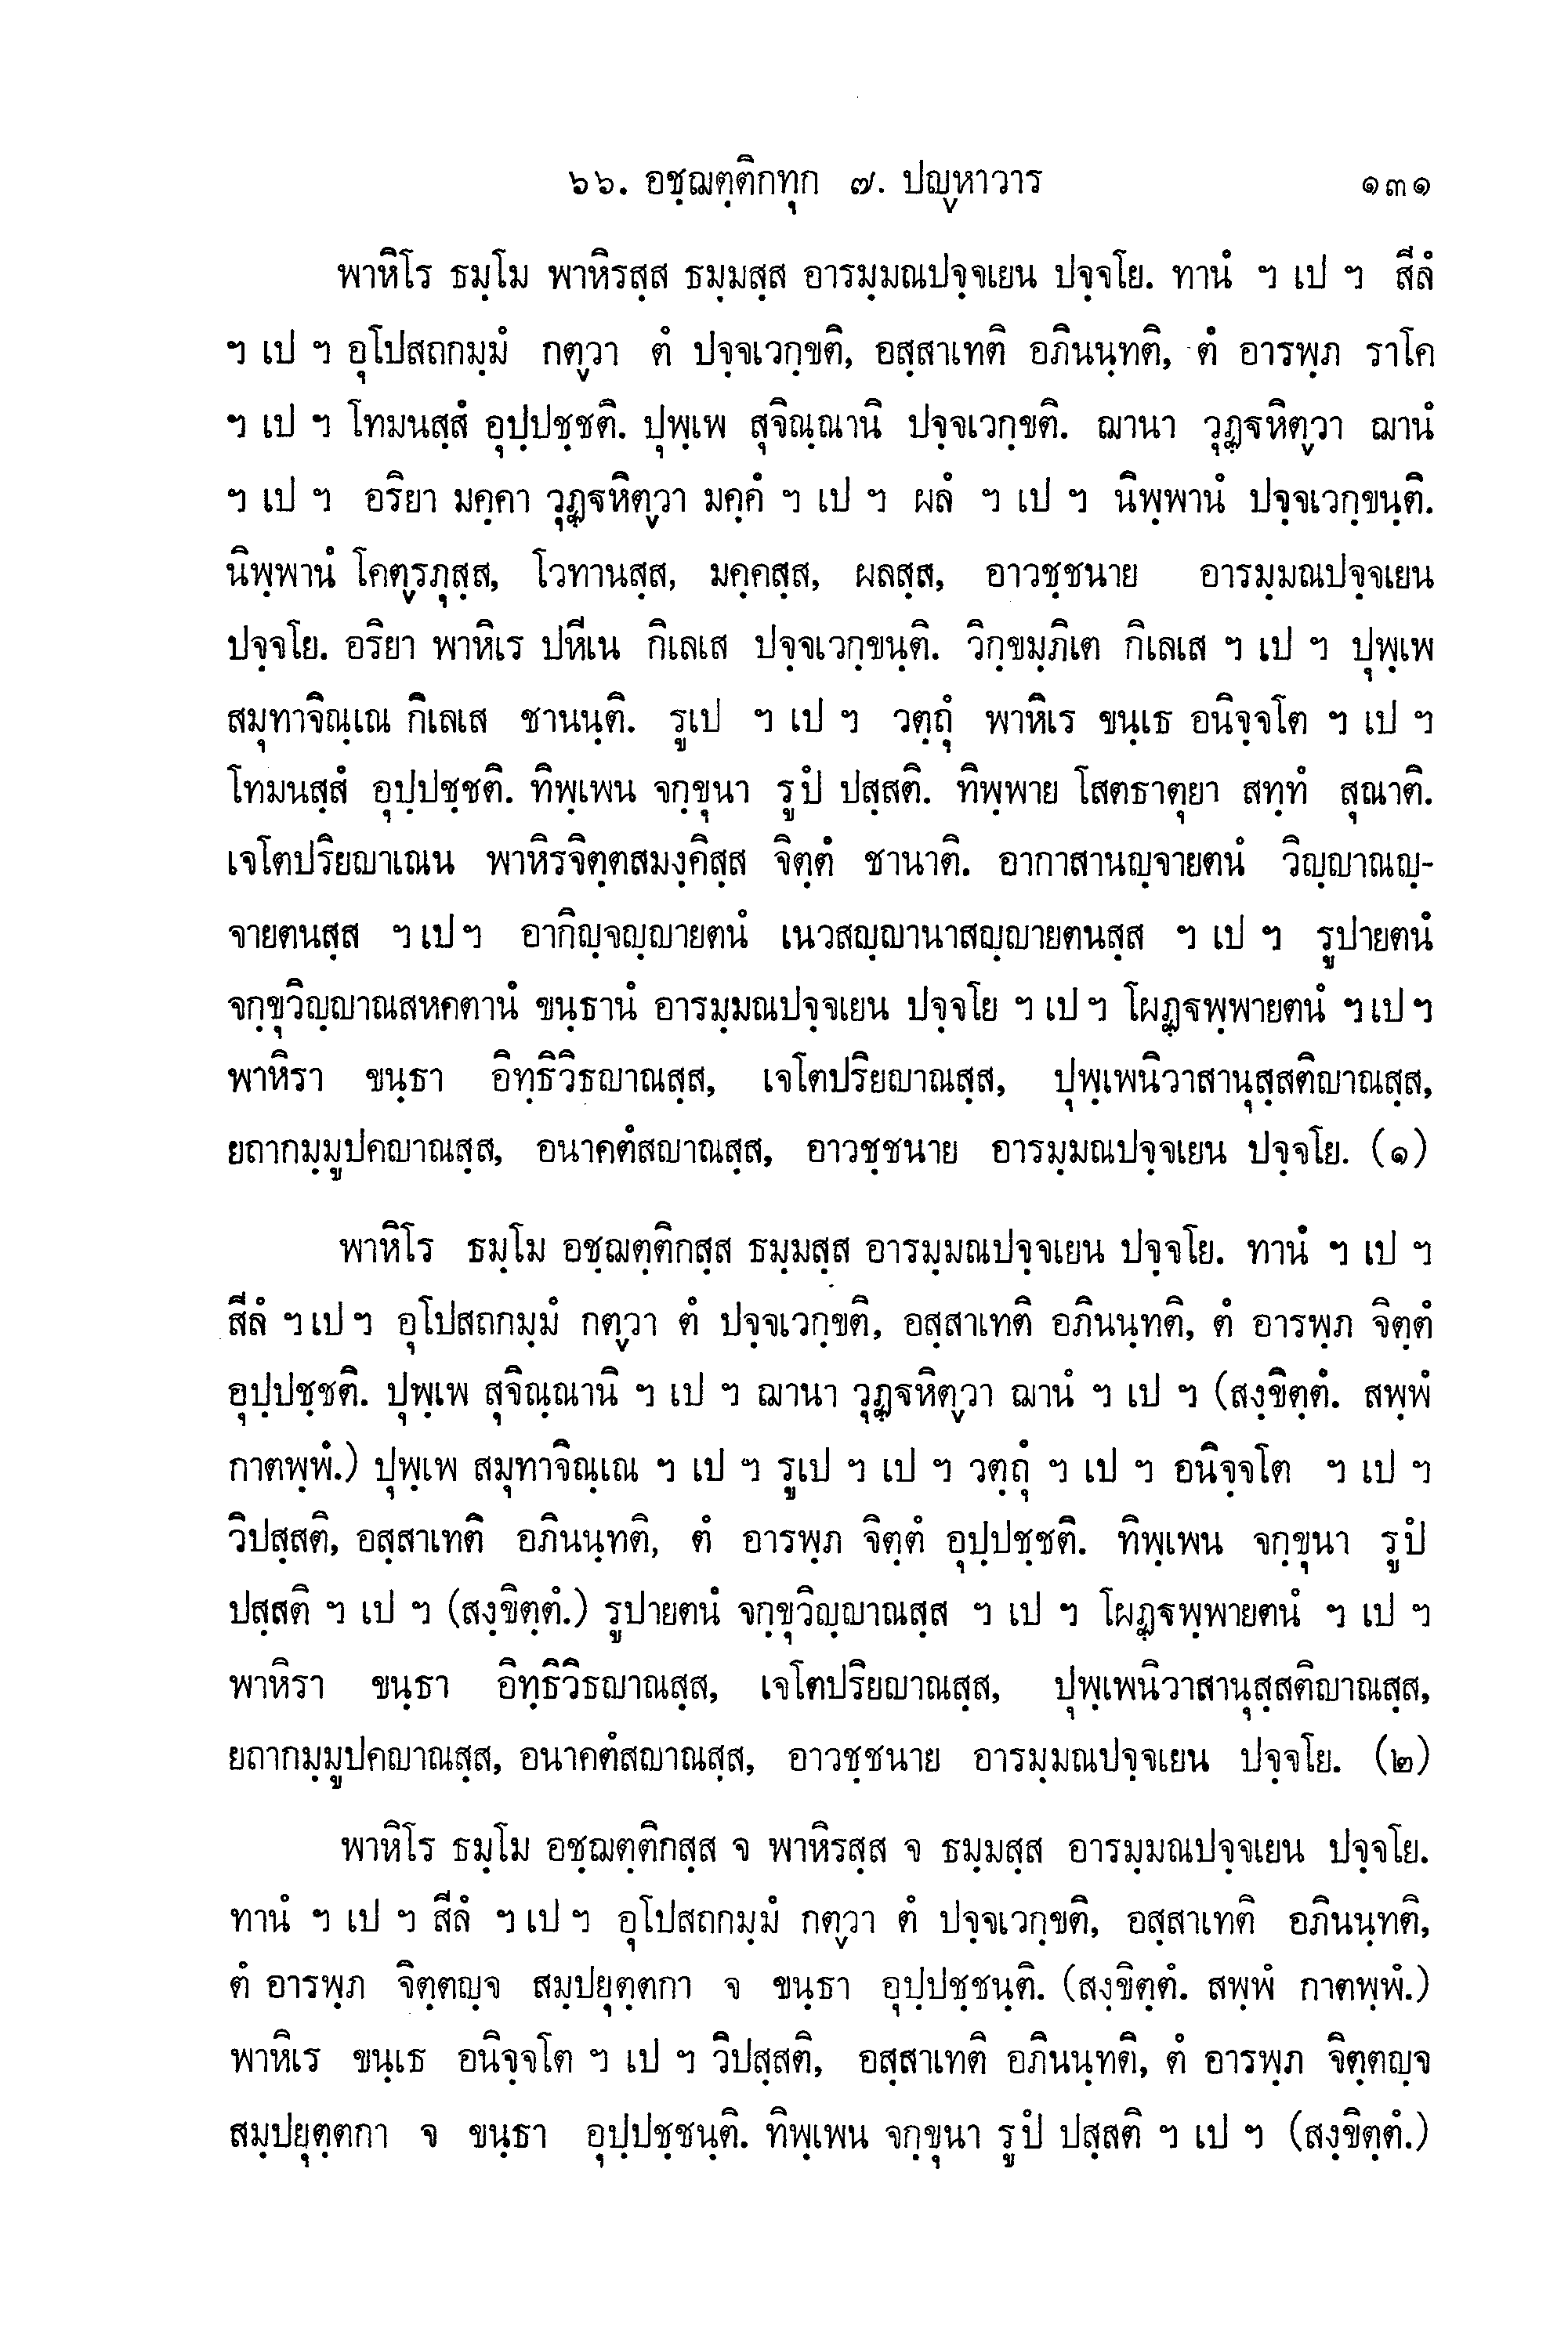 ๖๖. อชฺฌตฺติกทุก ๗. ปญฺหาวาร ๑๓๑
พาหิโร ธมฺโม พาหิรสฺส ธมฺมสฺส อารมฺมณปจฺจเยน ปจฺจโย. ทานํ ฯ เป ฯ สีลํ
ฯ เป ฯ อุโปสถกมฺมํ กตฺวา ตํ ปจฺจเวกฺขติ, อสฺสาเทติ อภินนฺทติ, ตํ อารพฺภ ราโค
ฯ เป ฯ โทมนสฺสํ อุปฺปชฺชติ. ปุพฺเพ สุจิณฺณานิ ปจฺจเวกฺขติ. ฌานา วุฏฺฐหิตฺวา ฌานํ
ฯ เป ฯ อริยา มคฺคา วุฏฺฐหิตฺวา มคฺคํ ฯ เป ฯ ผลํ ฯ เป ฯ นิพฺพานํ ปจฺจเวกฺขนฺติ.
นิพฺพานํ โคตฺรภุสฺส, โวทานสฺส, มคฺคสฺส, ผลสฺส, อาวชฺชนาย อารมฺมณปจฺจเยน
ปจฺจโย. อริยา พาหิเร ปหีเน กิเลเส ปจฺจเวกฺขนฺติ. วิกฺขมฺภิเต กิเลเส ฯ เป ฯ ปุพฺเพ
สมุทาจิณฺเณ กิเลเส ชานนฺติ. รูเป ฯ เป ฯ วตฺถุํ พาหิเร ขนฺเธ อนิจฺจโต ฯ เป ฯ
โทมนสฺสํ อุปฺปชฺชติ. ทิพฺเพน จกฺขุนา รูปํ ปสฺสติ. ทิพฺพาย โสตธาตุยา สทฺทํ สุณาติ.
เจโตปริยญาเณน พาหิรจิตฺตสมงฺคิสฺส จิตฺตํ ชานาติ. อากาสานญฺจายตนํ วิญฺญาณญฺ-
จายตนสฺส ฯ เป ฯ อากิญฺจญฺญายตนํ เนวสญฺญานาสญฺญายตนสฺส ฯ เป ฯ รูปายตนํ
จกฺขุวิญฺญาณสหคตานํ ขนฺธานํ อารมฺมณปจฺจเยน ปจฺจโย ฯ เป ฯ โผฏฺฐพฺพายตนํ ฯ เป ฯ
พาหิรา ขนฺธา อิทฺธิวิธญาณสฺส, เจโตปริยญาณสฺส, ปุพฺเพนิวาสานุสฺสติญาณสฺส,
ยถากมฺมูปคญาณสฺส, อนาคตํสญาณสฺส, อาวชฺชนาย อารมฺมณปจฺจเยน ปจฺจโย. (๑)
พาหิโร ธมฺโม อชฺฌตฺติกสฺส ธมฺมสฺส อารมฺมณปจฺจเยน ปจฺจโย. ทานํ ฯ เป ฯ
สีลํ ฯ เป ฯ อุโปสถกมฺมํ กตฺวา ตํ ปจฺจเวกฺขติ, อสฺสาเทติ อภินนฺทติ, ตํ อารพฺภ จิตฺตํ
อุปฺปชฺชติ. ปุพฺเพ สุจิณฺณานิ ฯ เป ฯ ฌานา วุฏฺฐหิตฺวา ฌานํ ฯ เป ฯ (สงฺขิตฺตํ. สพฺพํ
กาตพฺพํ.) ปุพฺเพ สมุทาจิณฺเณ ฯ เป ฯ รูเป ฯ เป ฯ วตฺถุํ ฯ เป ฯ อนิจฺจโต ฯ เป ฯ
วิปสฺสติ, อสฺสาเทติ อภินนฺทติ, ตํ อารพฺภ จิตฺตํ อุปฺปชฺชติ. ทิพฺเพน จกฺขุนา รูปํ
ปสฺสติ ฯ เป ฯ (สงฺขิตฺตํ.) รูปายตนํ จกฺขุวิญฺญาณสฺส ฯ เป ฯ โผฏฺฐพฺพายตนํ ฯ เป ฯ
พาหิรา ขนฺธา อิทฺธิวิธญาณสฺส, เจโตปริยญาณสฺส, ปุพฺเพนิวาสานุสฺสติญาณสฺส,
ยถากมฺมูปคญาณสฺส, อนาคตํสญาณสฺส, อาวชฺชนาย อารมฺมณปจฺจเยน ปจฺจโย. (๒)
พาหิโร ธมฺโม อชฺฌตฺติกสฺส จ พาหิรสฺส จ ธมฺมสฺส อารมฺมณปจฺจเยน ปจฺจโย.
ทานํ ฯ เป ฯ สีลํ ฯ เป ฯ อุโปสถกมฺมํ กตฺวา ตํ ปจฺจเวกฺขติ, อสฺสาเทติ อภินนฺทติ,
ตํ อารพฺภ จิตฺตญฺจ สมฺปยุตฺตกา จ ขนฺธา อุปฺปชฺชนฺติ. (สงฺขิตฺตํ. สพฺพํ กาตพฺพํ.)
พาหิเร ขนฺเธ อนิจฺจโต ฯ เป ฯ วิปสฺสติ, อสฺสาเทติ อภินนฺทติ, ตํ อารพฺภ จิตฺตญฺจ
สมฺปยุตฺตกา จ ขนฺธา อุปฺปชฺชนฺติ. ทิพฺเพน จกฺขุนา รูปํ ปสฺสติ ฯ เป ฯ (สงฺขิตฺตํ.)